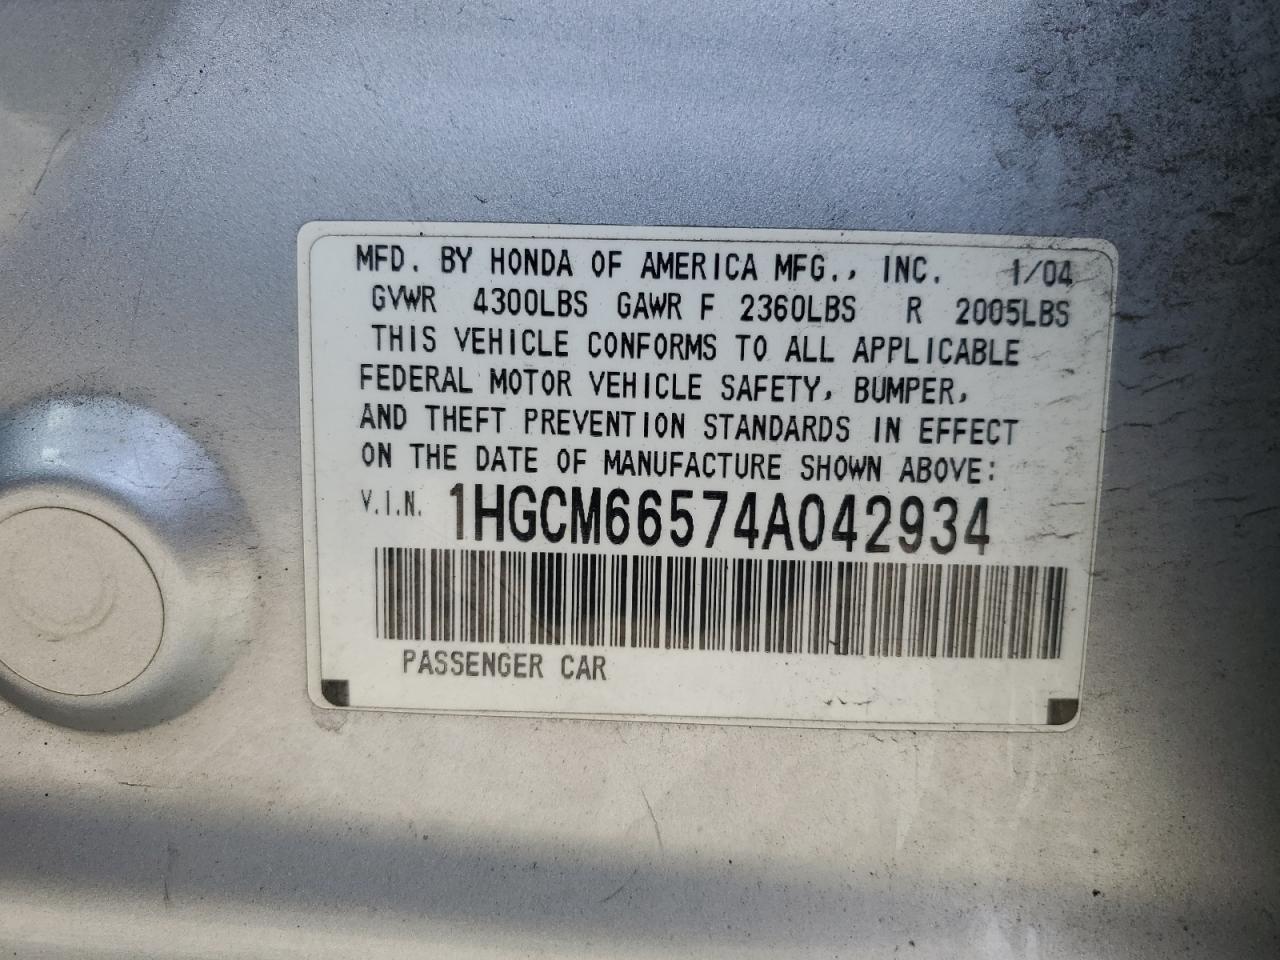 MFD. BY HONDA OF AMERICA MFG., INC. 1/04
GVWR 4300LBS GAWR F 2360LBS R 2005LBS
THIS VEHICLE CONFORMS TO ALL APPLICABLE
FEDERAL MOTOR VEHICLE SAFETY, BUMPER,
AND THEFT PREVENTION STANDARDS IN EFFECT
ON THE DATE OF MANUFACTURE SHOWN ABOVE:
V.I.N. 1HGCM66574A042934
PASSENGER CAR